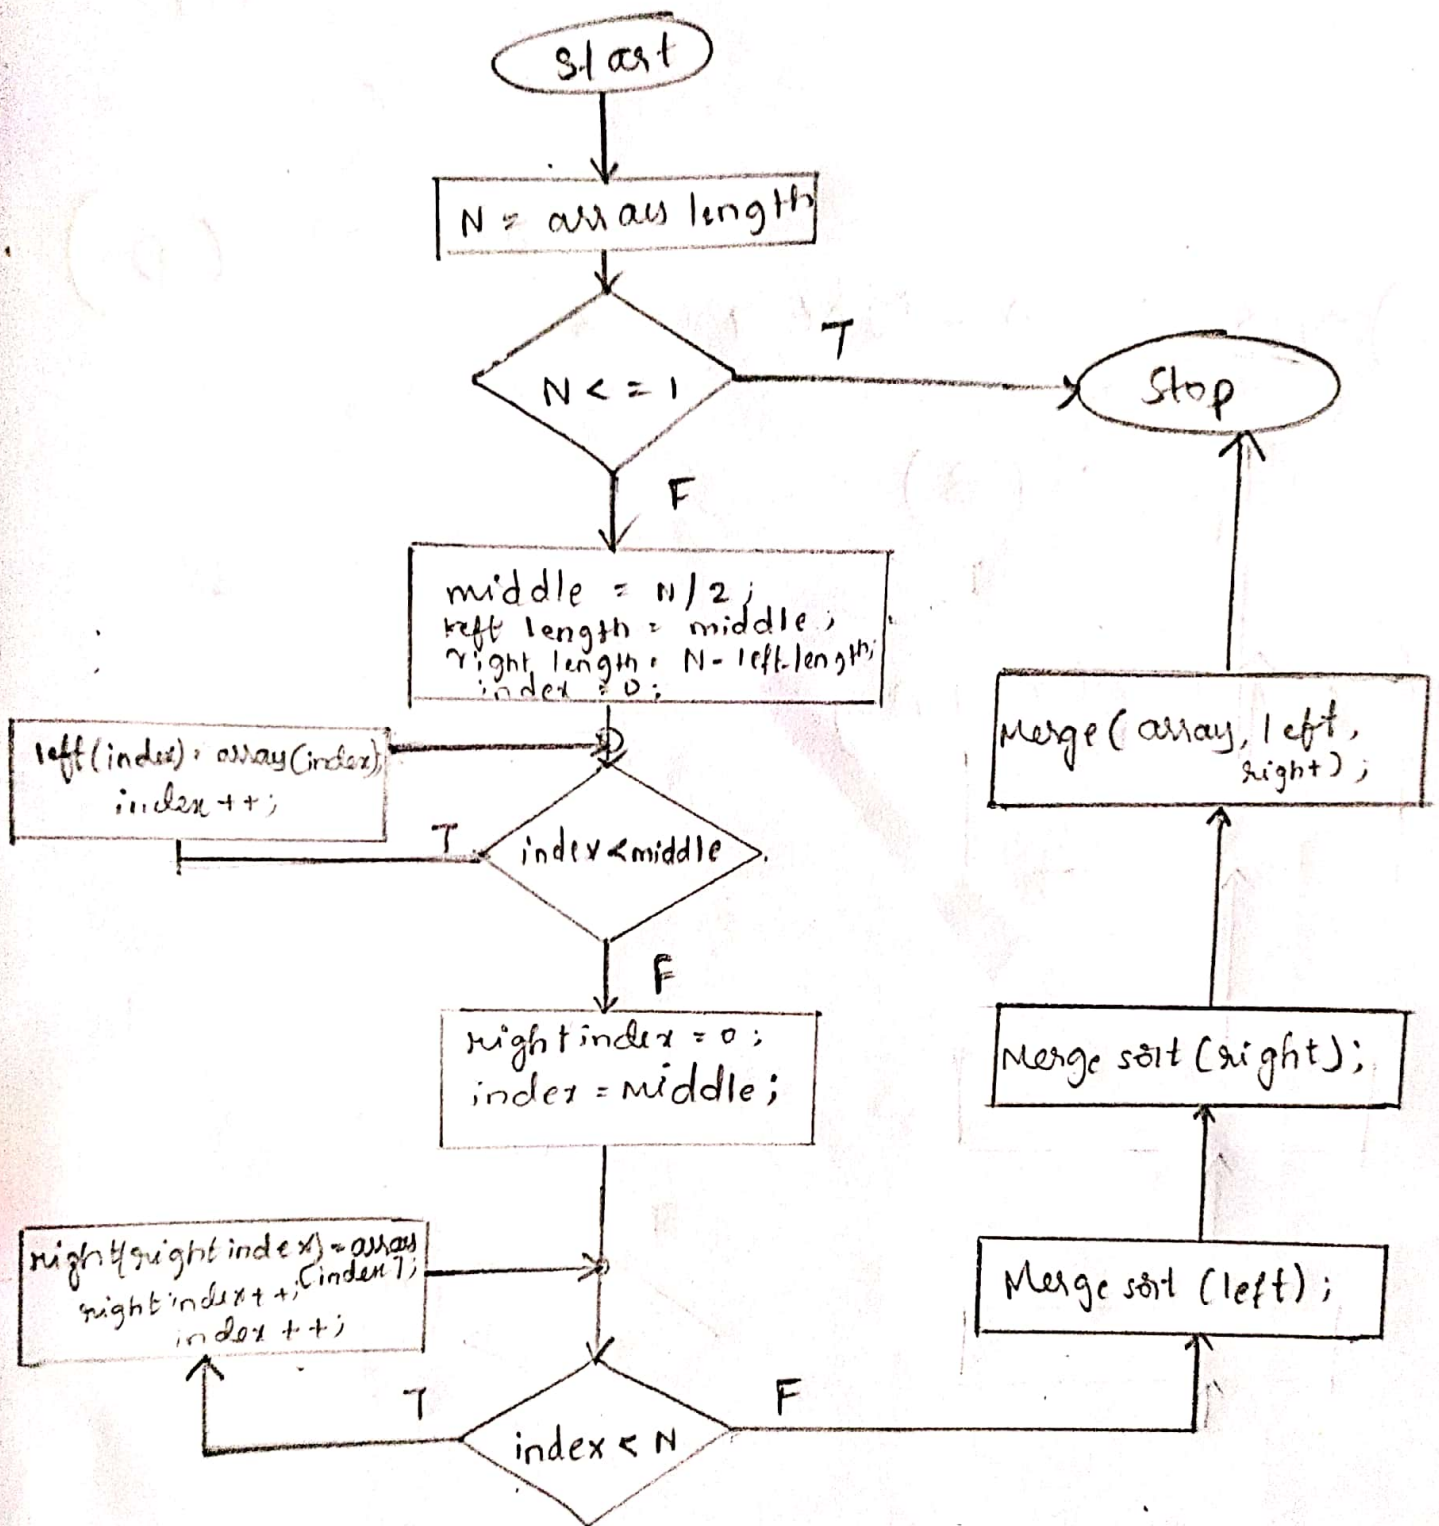 Start
N = array length
N <= 1
T
Stop
F
middle = N/2;
left length = middle;
right length = N - left length;
index = 0;
left(index) = array(index);
index ++;
T
index < middle
F
right index = 0;
index = Middle;
right(right index) = array
[index];
right index ++;
index ++;
T
index < N
F
Merge sort (left);
Merge sort (right);
Merge (array, left,
right);